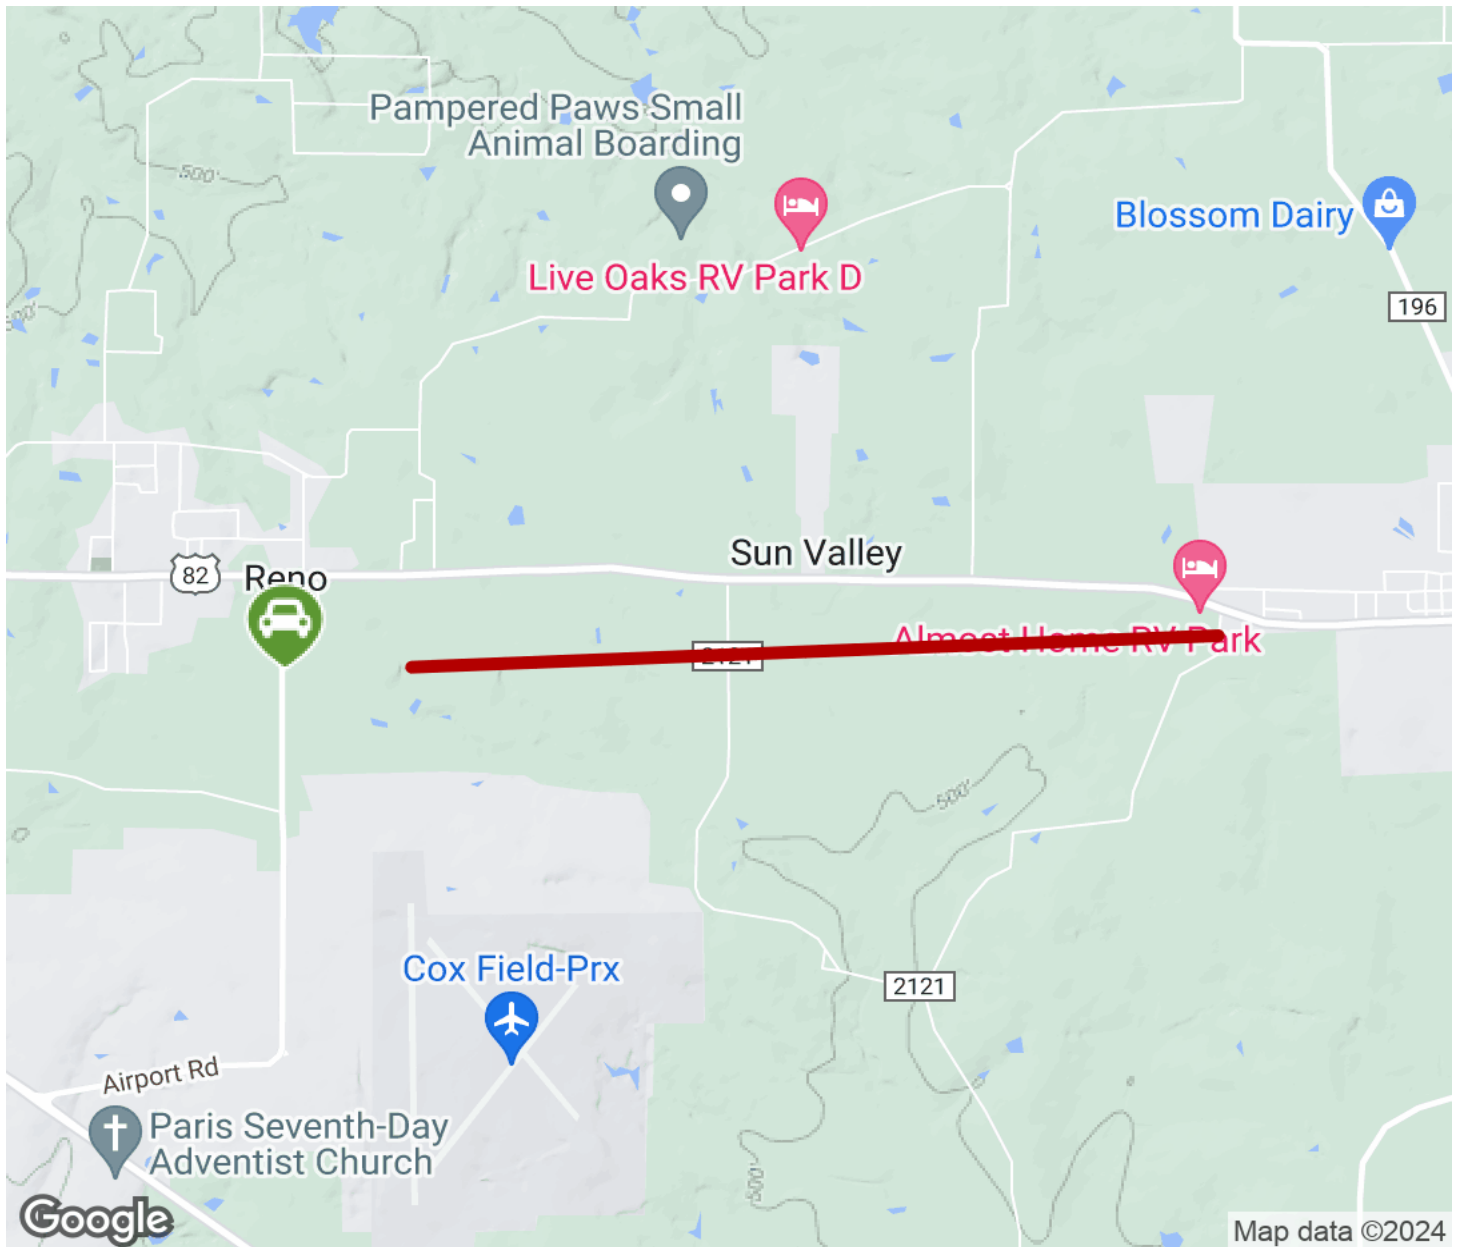 Pampered Paws Small
Animal Boarding
500'
Blossom Dairy
Live Oaks RV Park D
196
500'
Sun Valley
82
Reno
Almost Home RV Park
2121
500'
Cox Field-Prx
2121
Airport Rd
Paris Seventh-Day
Adventist Church
500'
Google
Map data ©2024